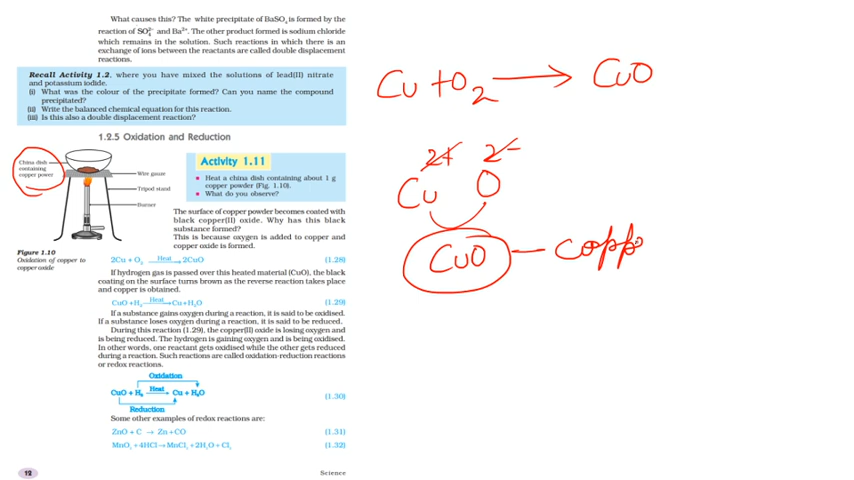 What causes this? The white precipitate of BaSO₄ is formed by the
reaction of SO₄²⁻ and Ba²⁺. The other product formed is sodium chloride
which remains in the solution. Such reactions in which there is an
exchange of ions between the reactants are called double displacement
reactions.
Recall Activity 1.2, where you have mixed the solutions of lead(II) nitrate
and potassium iodide.
(i) What was the colour of the precipitate formed? Can you name the compound
precipitated?
(ii) Write the balanced chemical equation for this reaction.
(iii) Is this also a double displacement reaction?
1.2.5 Oxidation and Reduction
China dish
containing
copper power
Wire gauze
Tripod stand
Burner
Figure 1.10
Oxidation of copper to
copper oxide
Activity 1.11
• Heat a china dish containing about 1 g
copper powder (Fig. 1.10).
• What do you observe?
The surface of copper powder becomes coated with
black copper(II) oxide. Why has this black
substance formed?
This is because oxygen is added to copper and
copper oxide is formed.
2Cu + O₂ —Heat→ 2CuO (1.28)
If hydrogen gas is passed over this heated material (CuO), the black
coating on the surface turns brown as the reverse reaction takes place
and copper is obtained.
CuO +H₂ —Heat→ Cu+H₂O (1.29)
If a substance gains oxygen during a reaction, it is said to be oxidised.
If a substance loses oxygen during a reaction, it is said to be reduced.
During this reaction (1.29), the copper(II) oxide is losing oxygen and
is being reduced. The hydrogen is gaining oxygen and is being oxidised.
In other words, one reactant gets oxidised while the other gets reduced
during a reaction. Such reactions are called oxidation-reduction reactions
or redox reactions.
Oxidation
CuO + H₂ —Heat→ Cu + H₂O (1.30)
Reduction
Some other examples of redox reactions are:
ZnO + C → Zn +CO (1.31)
MnO₂ + 4HCl → MnCl₂ + 2H₂O + Cl₂ (1.32)
12
Science
Cu + O₂ → CuO
2+ 2-
Cu O
CuO — Copp